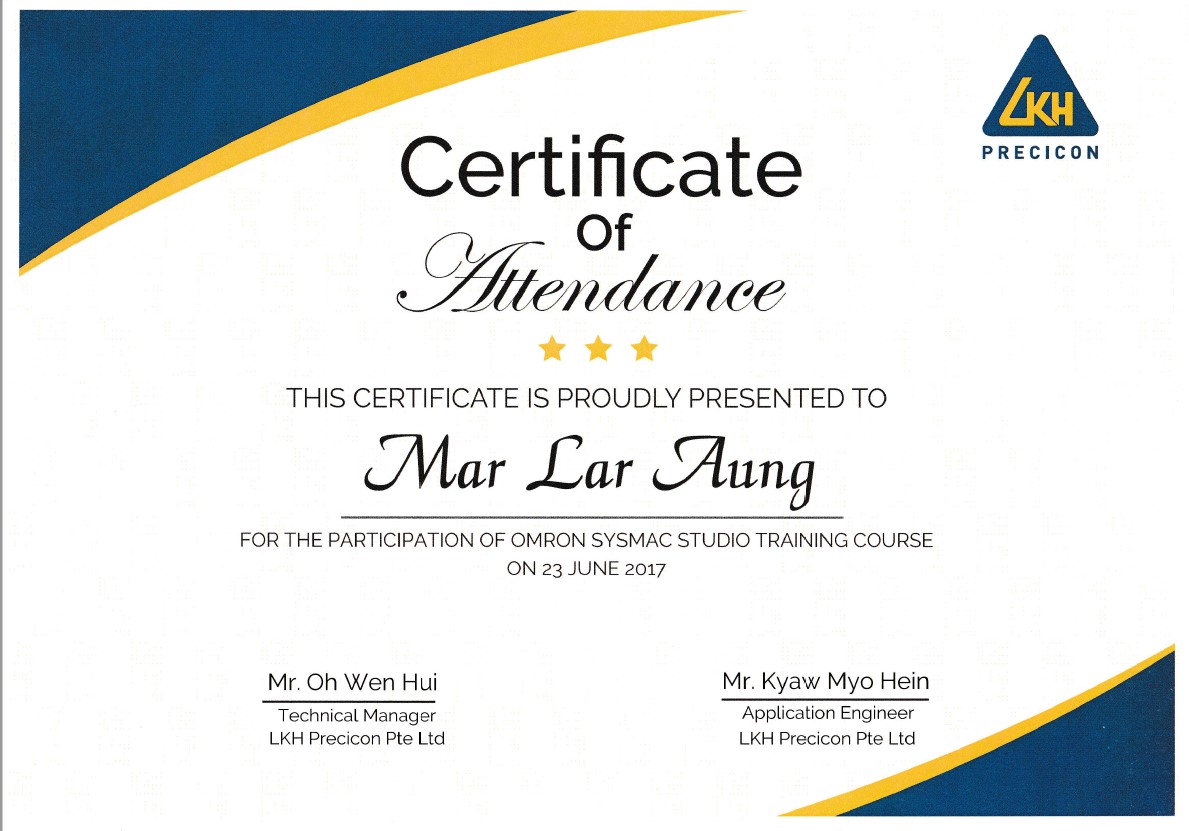 LKH
PRECICON
Certificate
Of
Attendance
THIS CERTIFICATE IS PROUDLY PRESENTED TO
Mar Lar Aung
FOR THE PARTICIPATION OF OMRON SYSMAC STUDIO TRAINING COURSE
ON 23 JUNE 2017
Mr. Oh Wen Hui
Technical Manager
LKH Precicon Pte Ltd
Mr. Kyaw Myo Hein
Application Engineer
LKH Precicon Pte Ltd